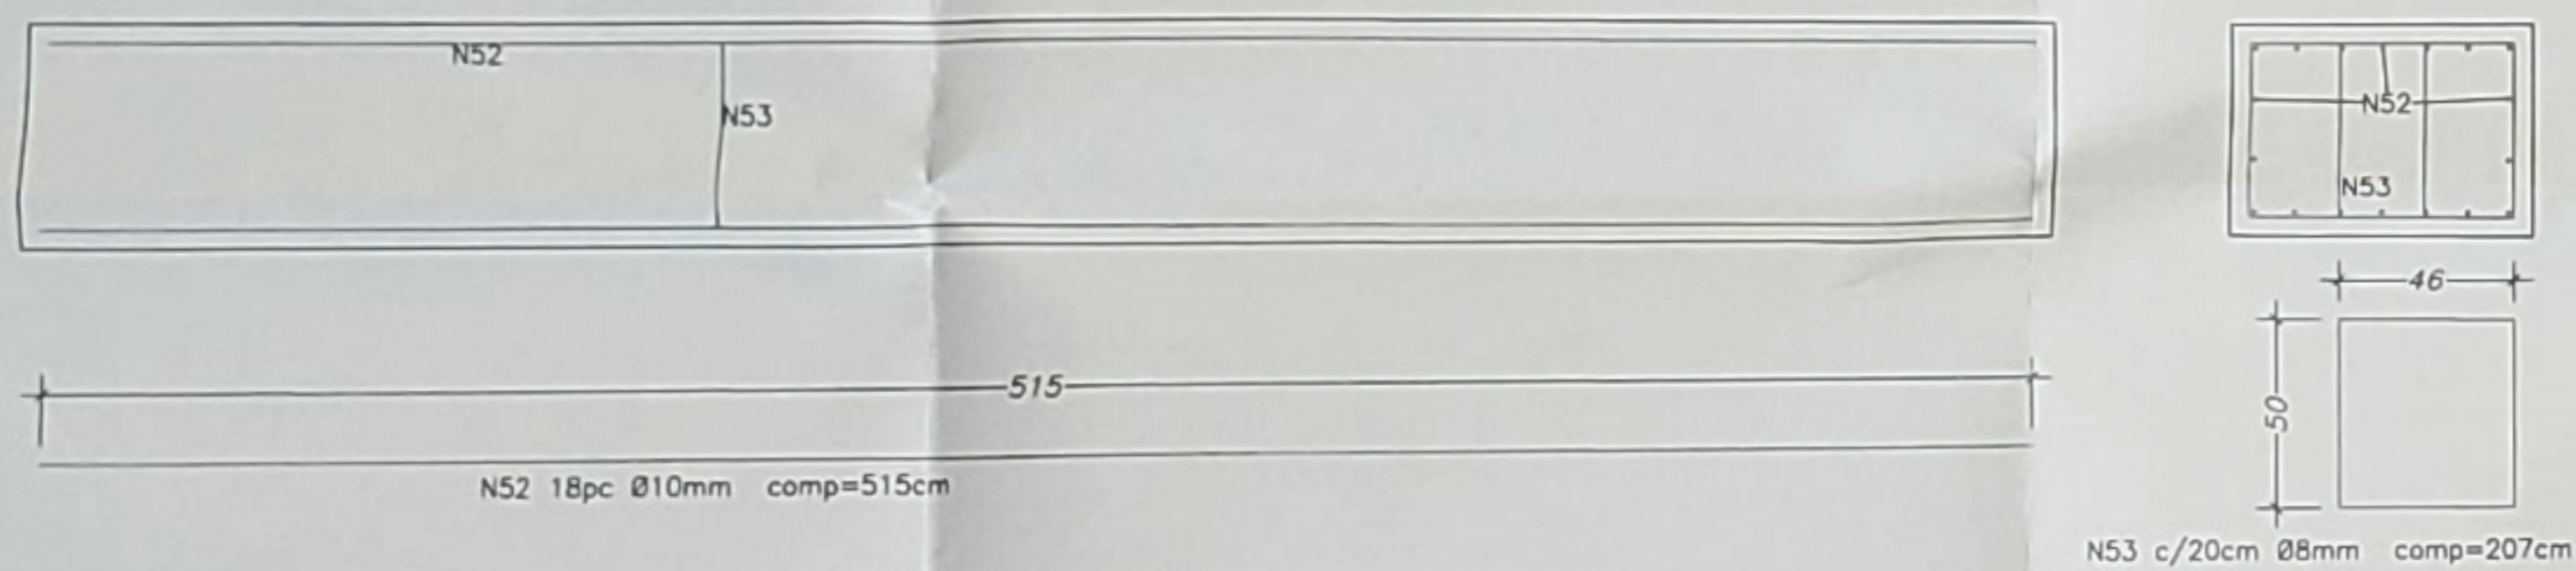 N52
N53
N52
N53
46
515
50
N52 18pc Ø10mm comp=515cm
N53 c/20cm Ø8mm comp=207cm